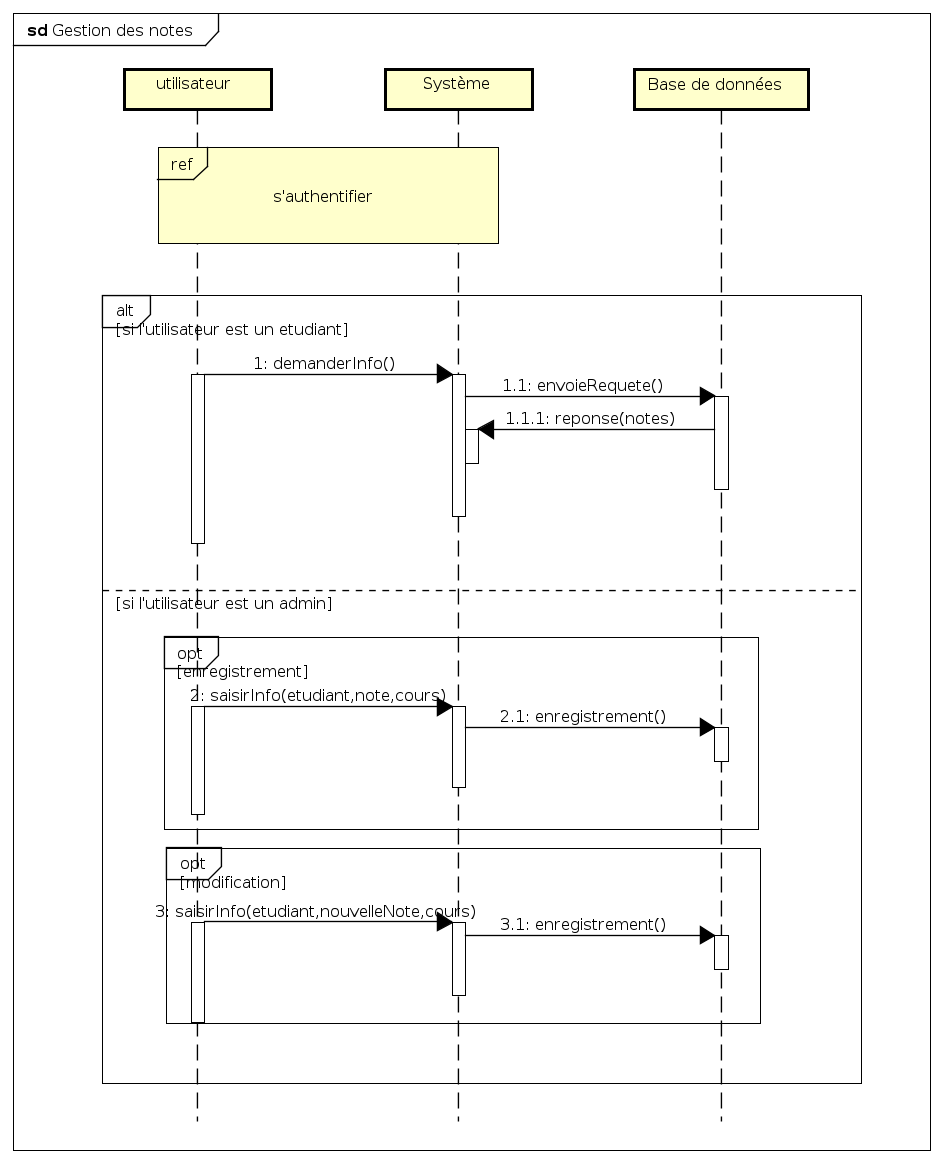 sd Gestion des notes
utilisateur
Système
Base de données
ref
s'authentifier
alt
[si l'utilisateur est un etudiant]
1: demanderInfo()
1.1: envoieRequete()
1.1.1: reponse(notes)
[si l'utilisateur est un admin]
opt
[enregistrement]
2: saisirInfo(etudiant,note,cours)
2.1: enregistrement()
opt
[modification]
3: saisirInfo(etudiant,nouvelleNote,cours)
3.1: enregistrement()